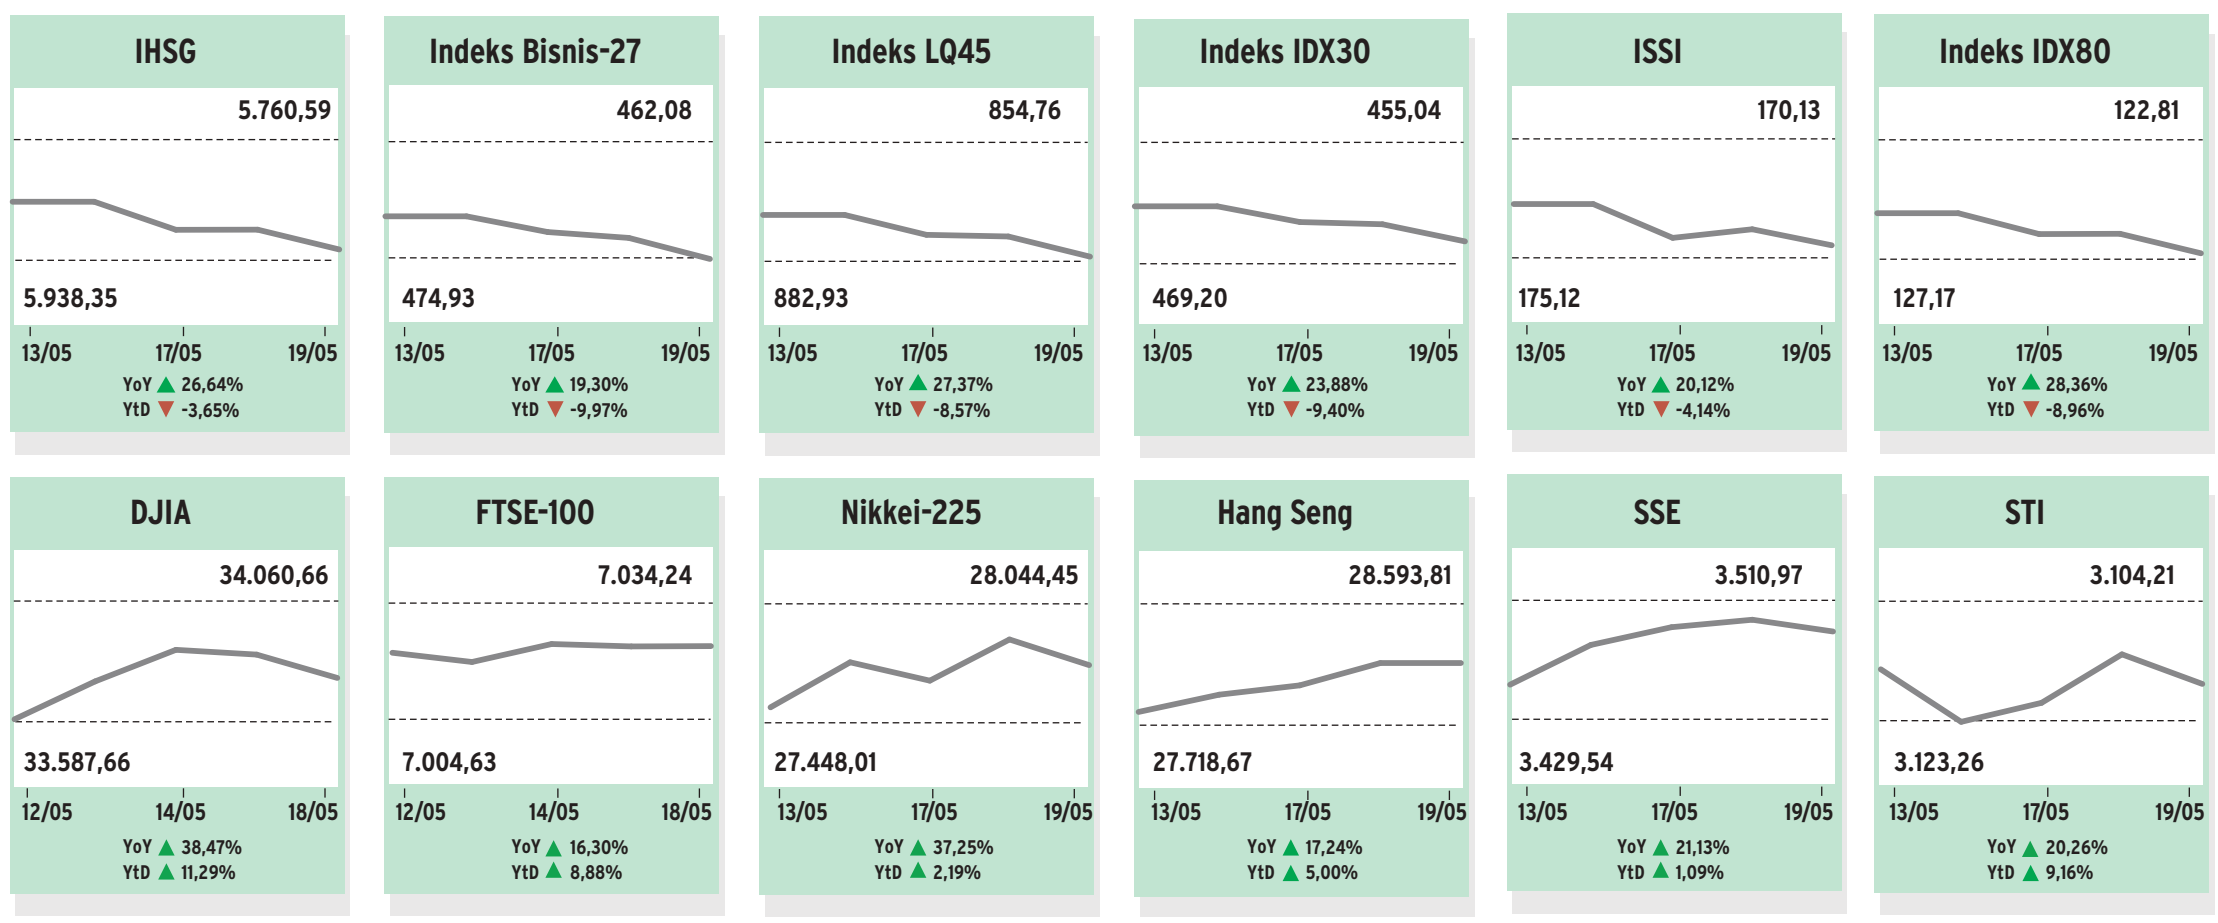 IHSG
5.760,59
5.938,35
13/05 17/05 19/05
YoY ▲ 26,64%
YtD ▼ -3,65%
Indeks Bisnis-27
462,08
474,93
13/05 17/05 19/05
YoY ▲ 19,30%
YtD ▼ -9,97%
Indeks LQ45
854,76
882,93
13/05 17/05 19/05
YoY ▲ 27,37%
YtD ▼ -8,57%
Indeks IDX30
455,04
469,20
13/05 17/05 19/05
YoY ▲ 23,88%
YtD ▼ -9,40%
ISSI
170,13
175,12
13/05 17/05 19/05
YoY ▲ 20,12%
YtD ▼ -4,14%
Indeks IDX80
122,81
127,17
13/05 17/05 19/05
YoY ▲ 28,36%
YtD ▼ -8,96%
DJIA
34.060,66
33.587,66
12/05 14/05 18/05
YoY ▲ 38,47%
YtD ▲ 11,29%
FTSE-100
7.034,24
7.004,63
12/05 14/05 18/05
YoY ▲ 16,30%
YtD ▲ 8,88%
Nikkei-225
28.044,45
27.448,01
13/05 17/05 19/05
YoY ▲ 37,25%
YtD ▲ 2,19%
Hang Seng
28.593,81
27.718,67
13/05 17/05 19/05
YoY ▲ 17,24%
YtD ▲ 5,00%
SSE
3.510,97
3.429,54
13/05 17/05 19/05
YoY ▲ 21,13%
YtD ▲ 1,09%
STI
3.104,21
3.123,26
13/05 17/05 19/05
YoY ▲ 20,26%
YtD ▲ 9,16%